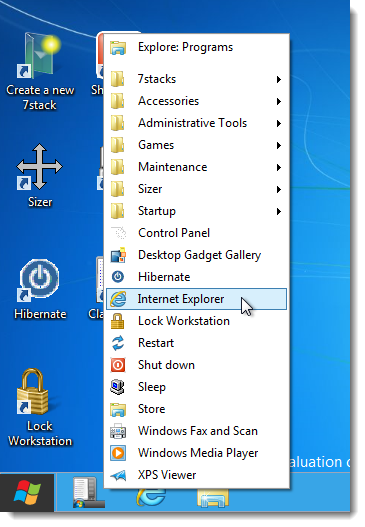 Create a new
7stack
Sh
Sizer
Hibernate
Cla
Lock
Workstation
Explore: Programs
7stacks
Accessories
Administrative Tools
Games
Maintenance
Sizer
Startup
Control Panel
Desktop Gadget Gallery
Hibernate
Internet Explorer
Lock Workstation
Restart
Shut down
Sleep
Store
Windows Fax and Scan
Windows Media Player
XPS Viewer
aluation